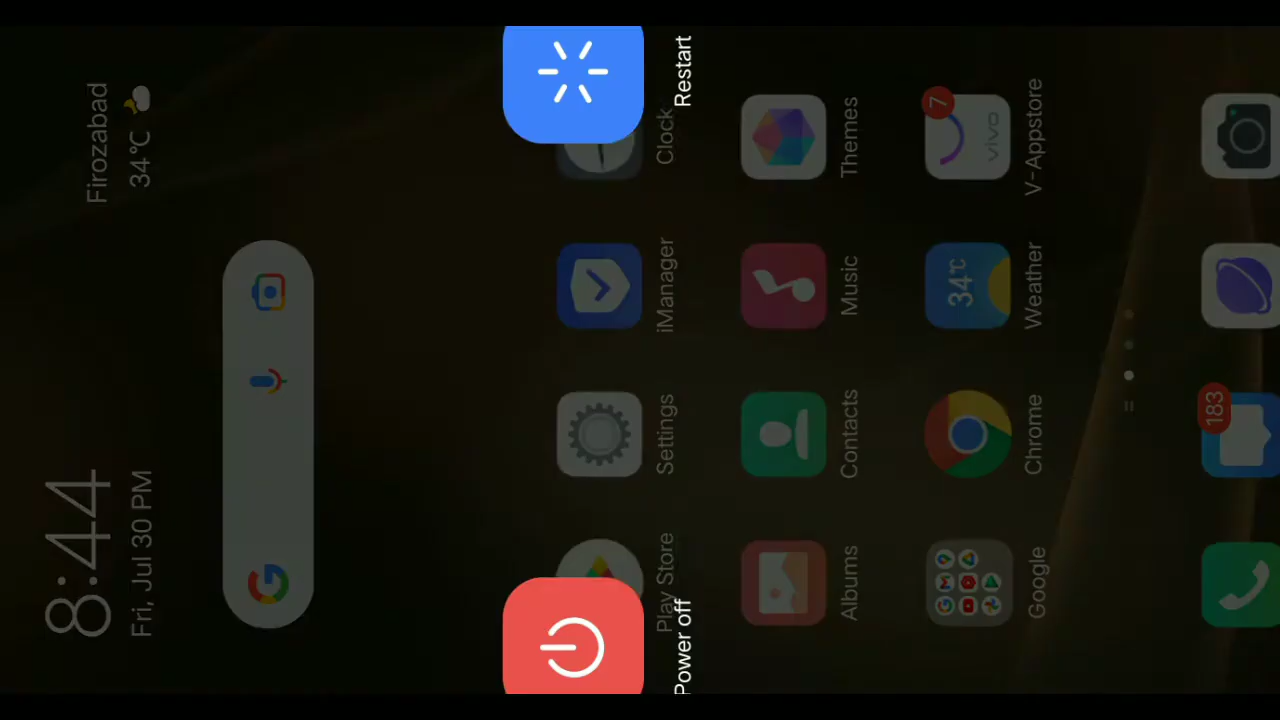 8:44
Fri, Jul 30 PM
Firozabad
34℃
Power off
Restart
Play Store
Settings
iManager
Clock
Albums
Contacts
Music
Themes
Google
Chrome
34℃
Weather
7
vivo
V-Appstore
183